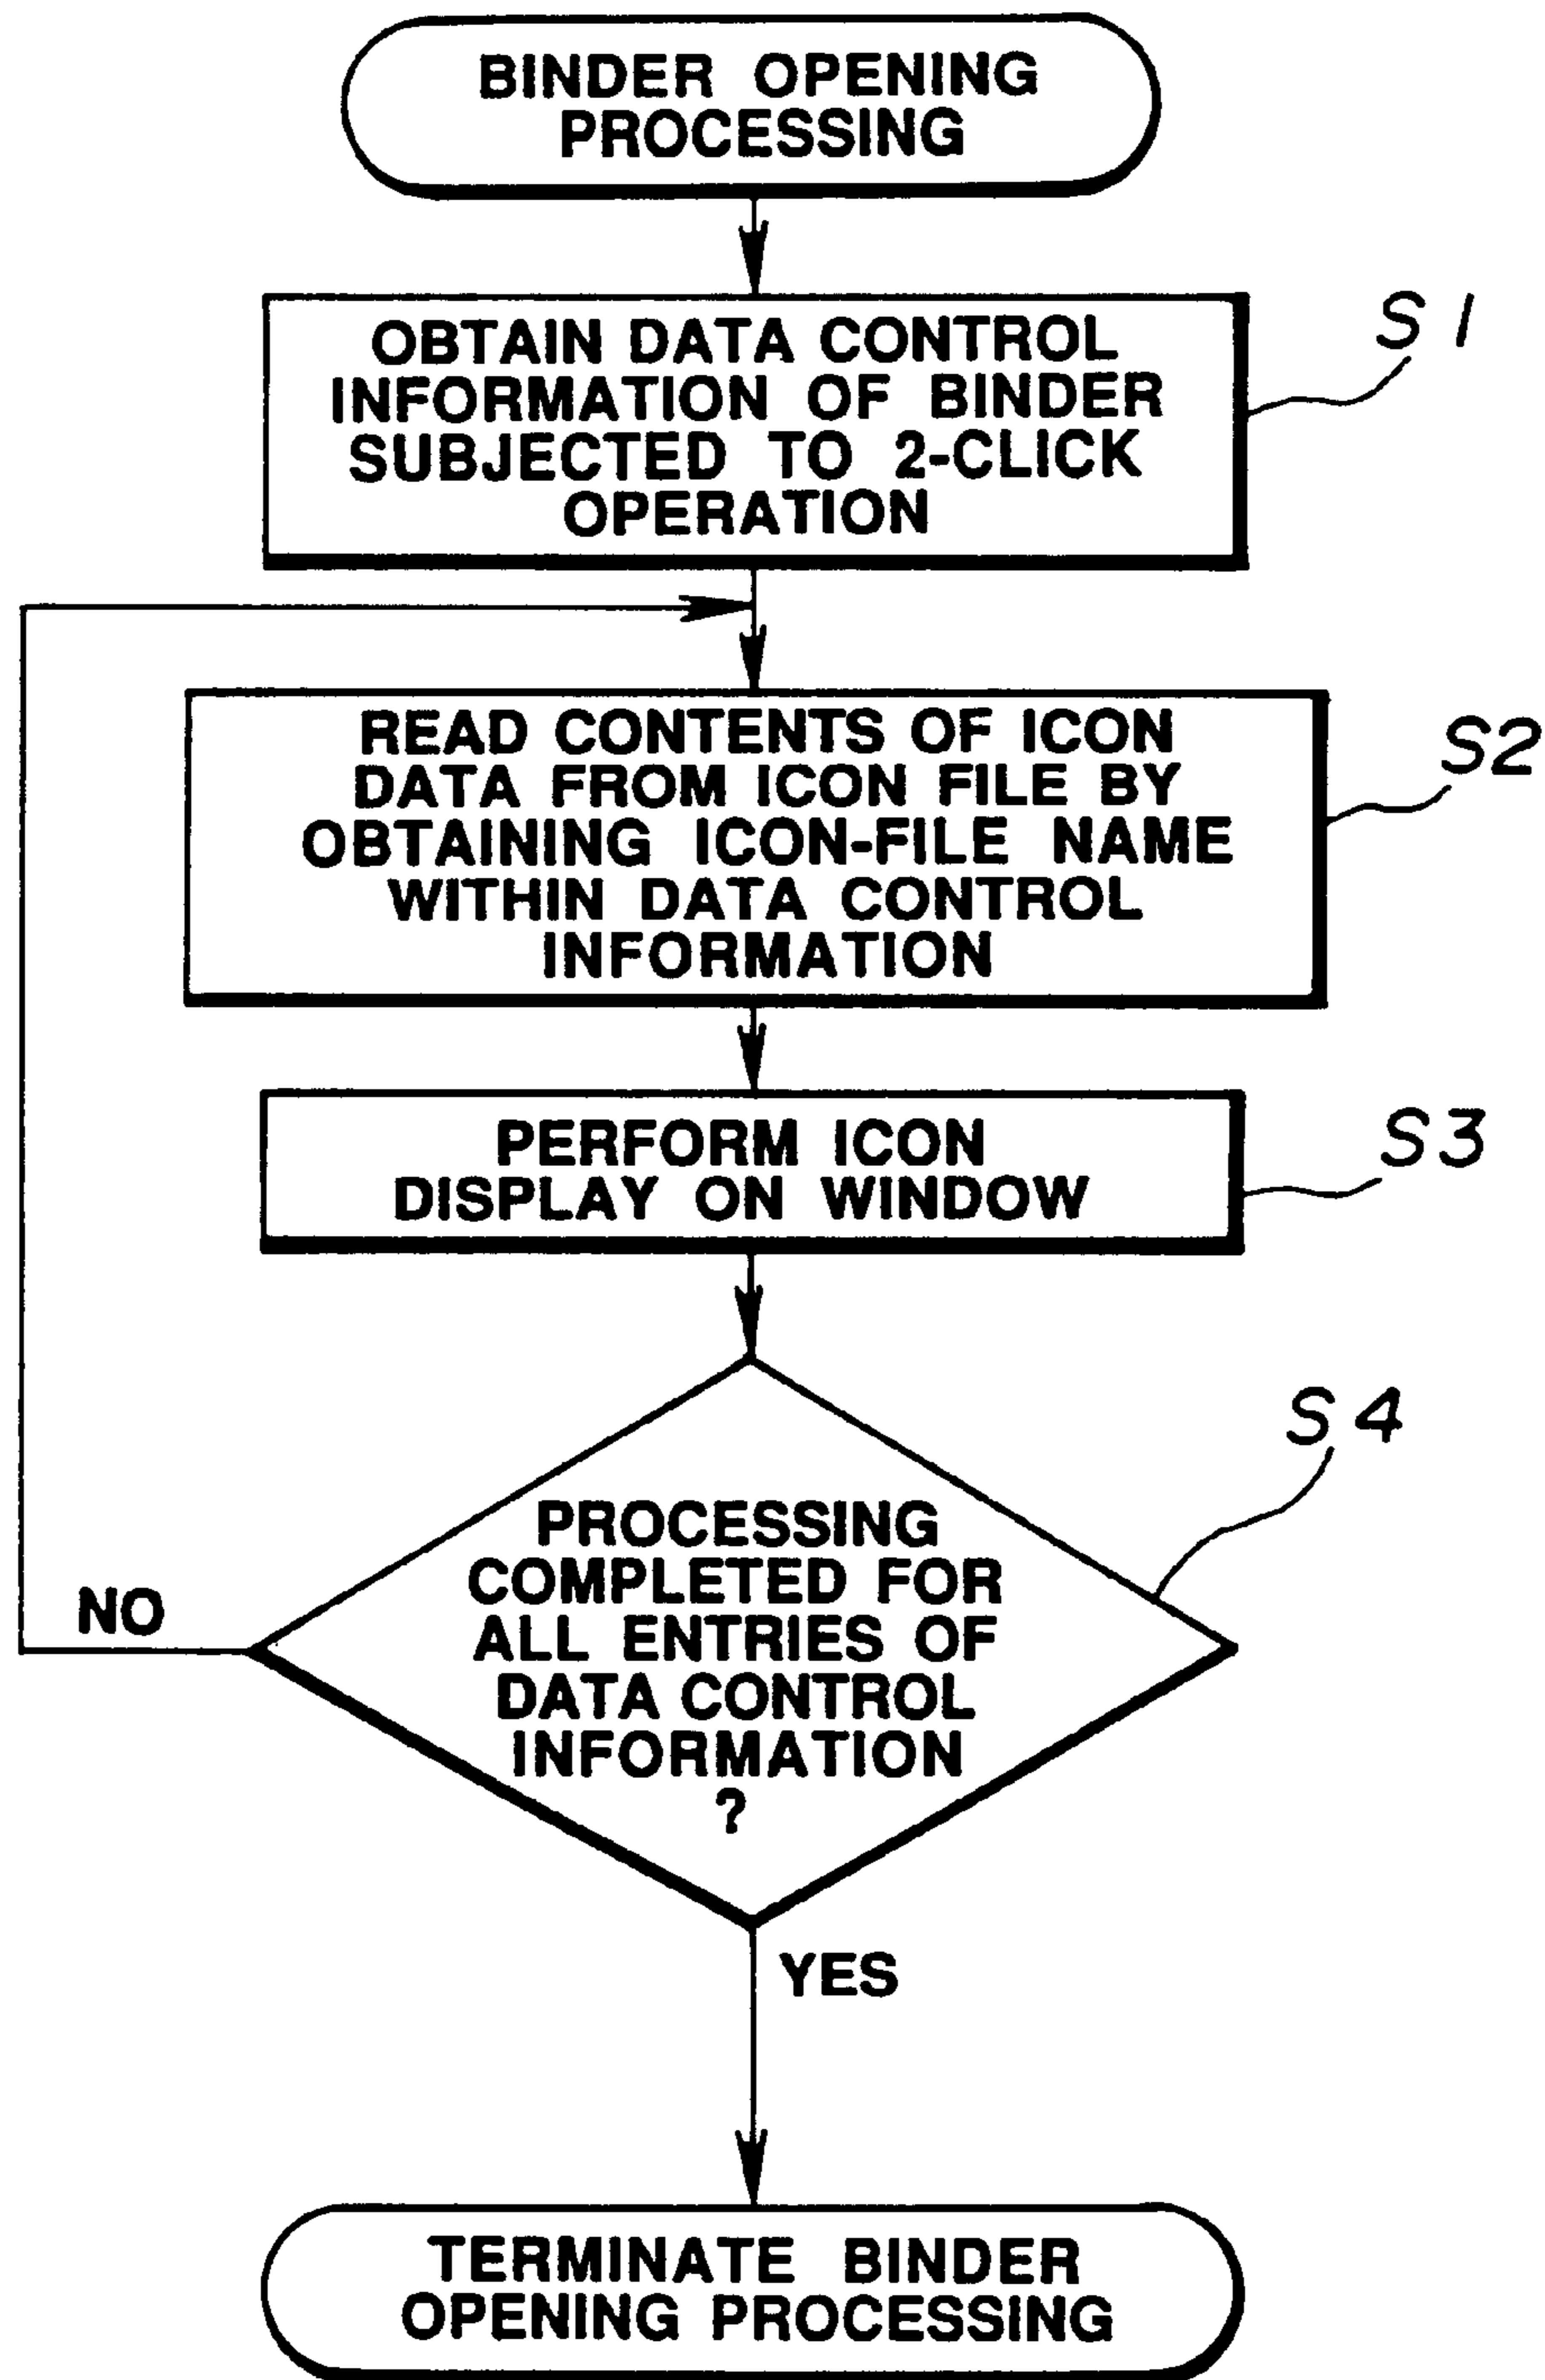 BINDER OPENING
PROCESSING
OBTAIN DATA CONTROL
INFORMATION OF BINDER
SUBJECTED TO 2-CLICK
OPERATION
S1
READ CONTENTS OF ICON
DATA FROM ICON FILE BY
OBTAINING ICON-FILE NAME
WITHIN DATA CONTROL
INFORMATION
S2
PERFORM ICON
DISPLAY ON WINDOW
S3
PROCESSING
COMPLETED FOR
ALL ENTRIES OF
DATA CONTROL
INFORMATION
?
S4
NO
YES
TERMINATE BINDER
OPENING PROCESSING